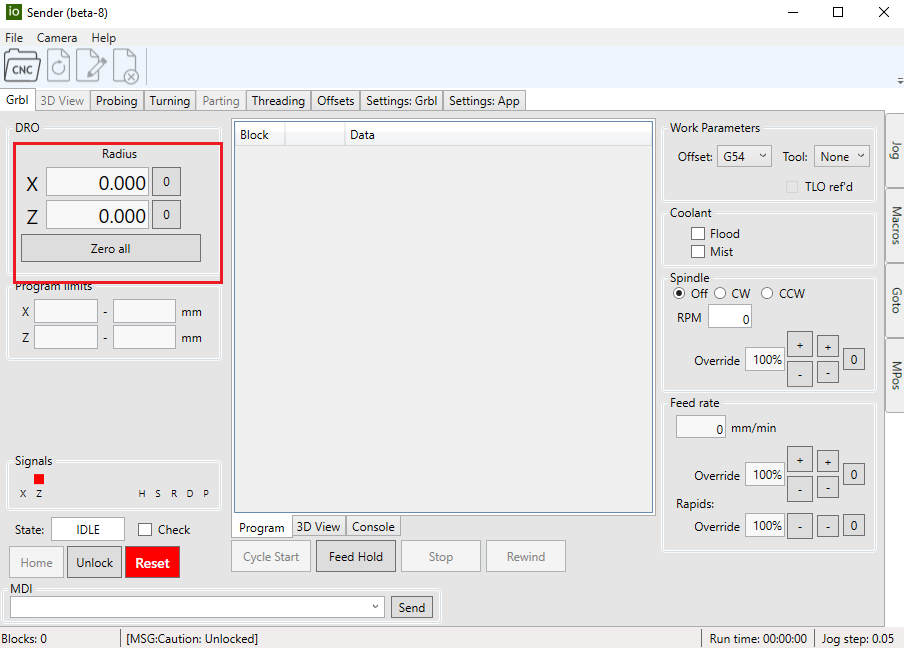 io Sender (beta-8)
File Camera Help
CNC
Grbl 3D View Probing Turning Parting Threading Offsets Settings: Grbl Settings: App
DRO
Radius
X 0.000 0
Z 0.000 0
Zero all
Program limits
X - mm
Z - mm
Signals
X Z H S R D P
State: IDLE Check
Home Unlock Reset
MDI
Send
Block Data
Program 3D View Console
Cycle Start Feed Hold Stop Rewind
Work Parameters
Offset: G54 Tool: None
TLO ref'd
Coolant
Flood
Mist
Spindle
Off CW CCW
RPM 0
Override 100% + + 0
- -
Feed rate
0 mm/min
Override 100% + + 0
- -
Rapids:
Override 100% - - 0
Jog
Macros
Goto
MPos
Blocks: 0 [MSG:Caution: Unlocked] Run time: 00:00:00 Jog step: 0.05